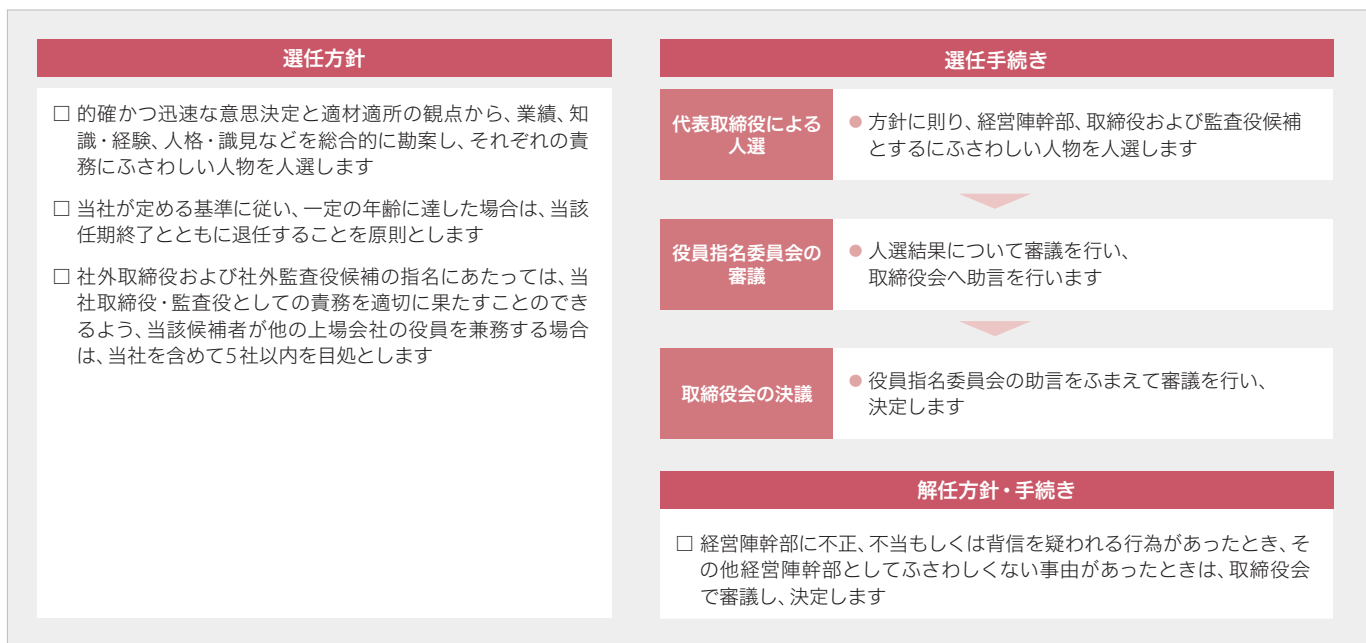 選任方針
□ 的確かつ迅速な意思決定と適材適所の観点から、業績、知
識・経験、人格・識見などを総合的に勘案し、それぞれの責
務にふさわしい人物を人選します
□ 当社が定める基準に従い、一定の年齢に達した場合は、当該
任期終了とともに退任することを原則とします
□ 社外取締役および社外監査役候補の指名にあたっては、当
社取締役・監査役としての責務を適切に果たすことのでき
るよう、当該候補者が他の上場会社の役員を兼務する場合
は、当社を含めて5社以内を目処とします
選任手続き
代表取締役による
人選
● 方針に則り、経営陣幹部、取締役および監査役候補
とするにふさわしい人物を人選します
役員指名委員会の
審議
● 人選結果について審議を行い、
取締役会へ助言を行います
取締役会の決議
● 役員指名委員会の助言をふまえて審議を行い、
決定します
解任方針・手続き
□ 経営陣幹部に不正、不当もしくは背信を疑われる行為があったとき、そ
の他経営陣幹部としてふさわしくない事由があったときは、取締役会
で審議し、決定します